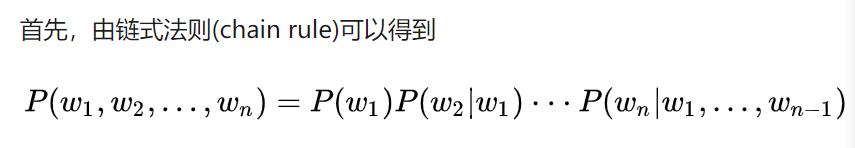 首先，由链式法则(chain rule)可以得到
P(w₁, w₂, . . . , wₙ) = P(w₁)P(w₂|w₁) · · · P(wₙ|w₁, . . . , wₙ₋₁)